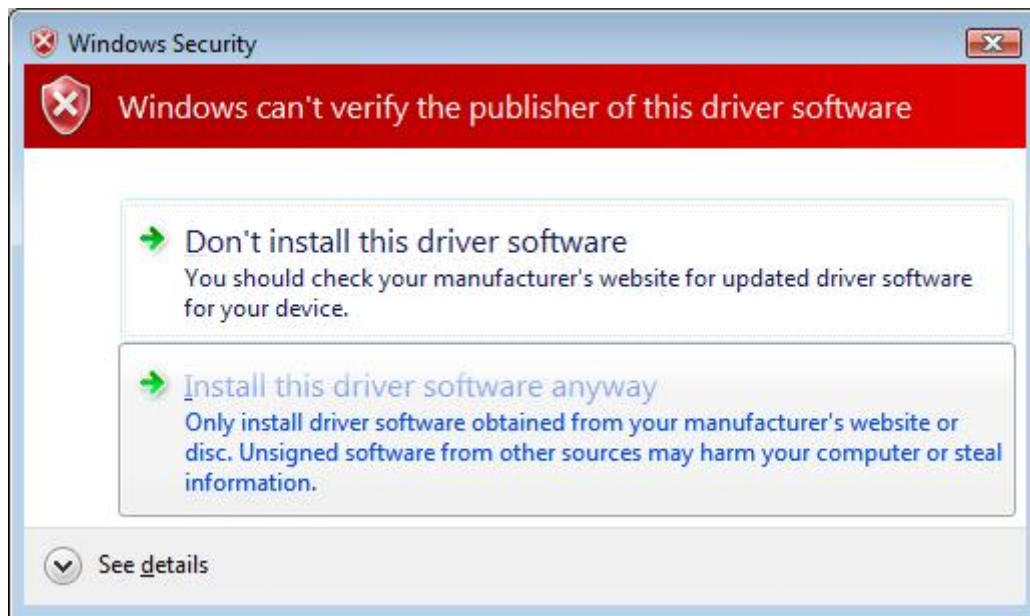 Windows Security
Windows can't verify the publisher of this driver software
Don't install this driver software
You should check your manufacturer's website for updated driver software
for your device.
Install this driver software anyway
Only install driver software obtained from your manufacturer's website or
disc. Unsigned software from other sources may harm your computer or steal
information.
See details